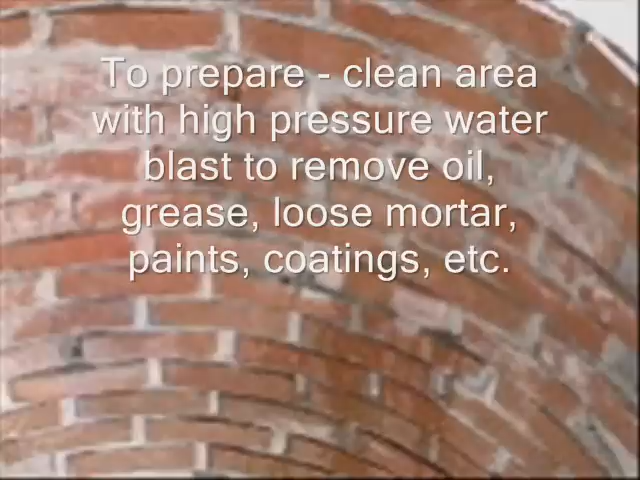 To prepare - clean area
with high pressure water
blast to remove oil,
grease, loose mortar,
paints, coatings, etc.